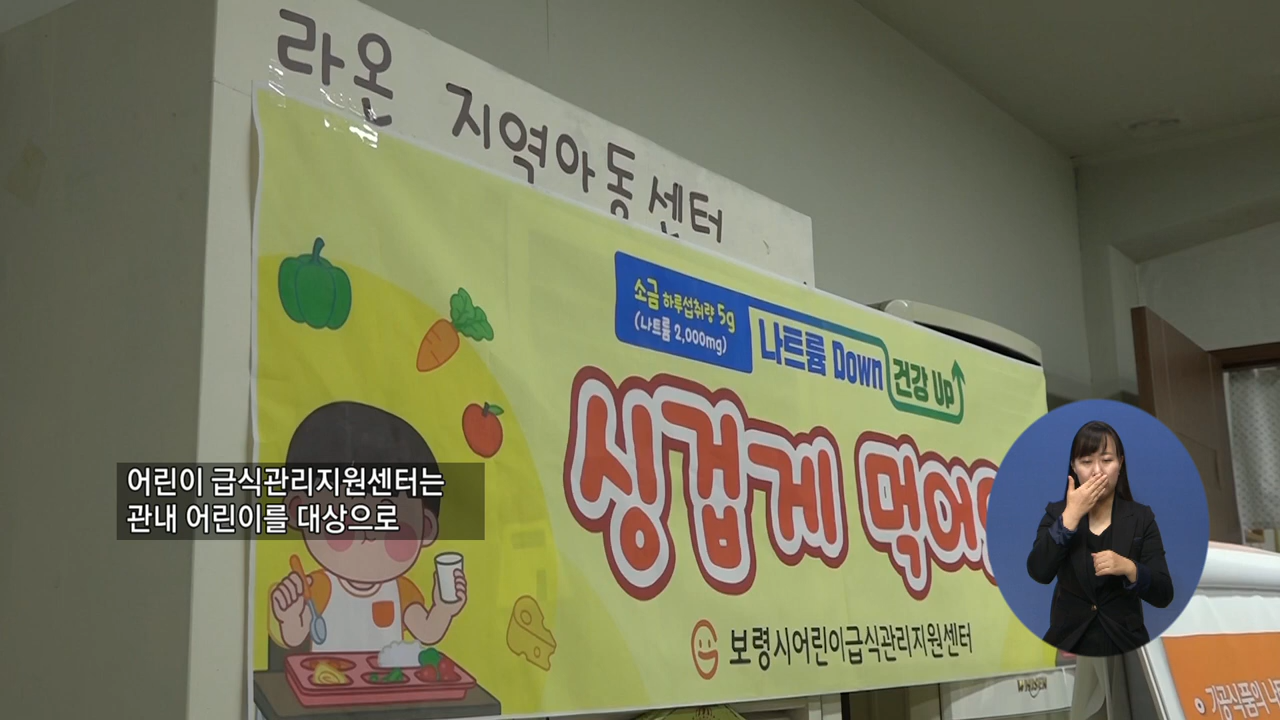 라온 지역아동센터
소금 하루섭취량 5g
(나트륨 2,000mg)
나트륨 Down
건강 Up
싱겁게 먹어
보령시어린이급식관리지원센터
어린이 급식관리지원센터는
관내 어린이를 대상으로
WHISEN